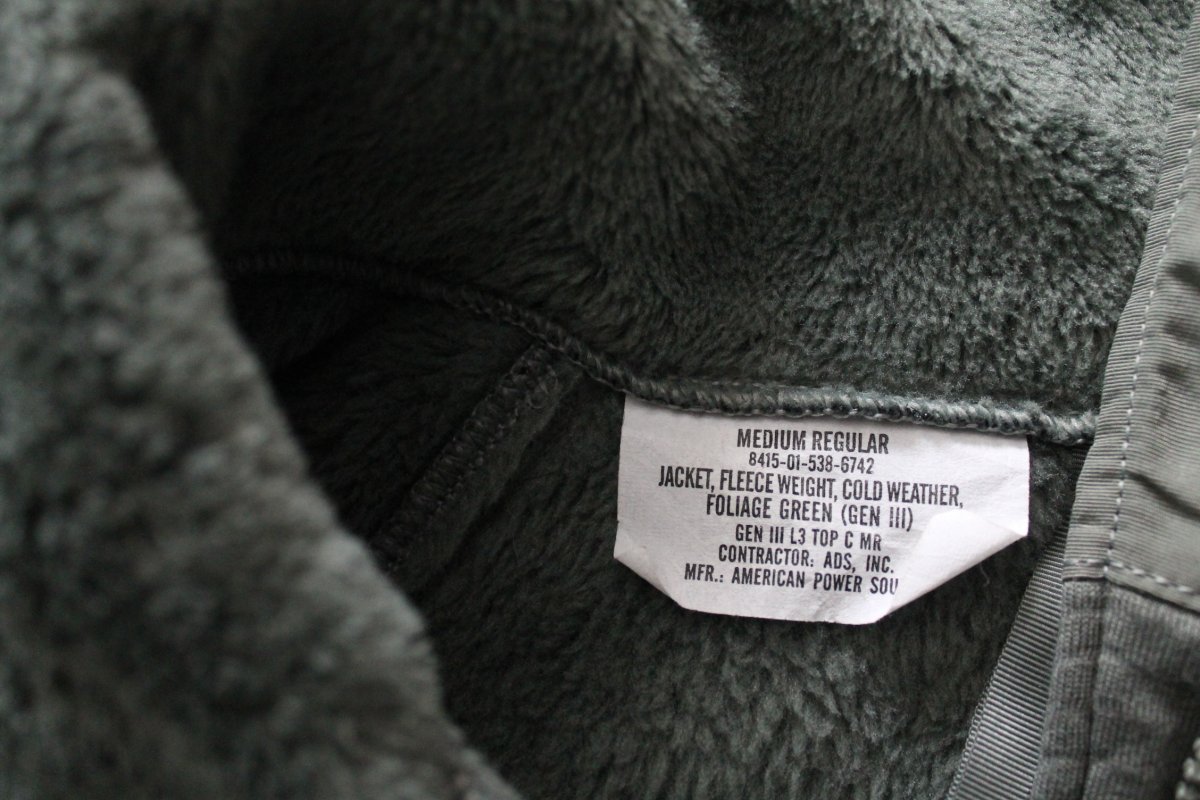 MEDIUM REGULAR
8415-01-538-6742
JACKET, FLEECE WEIGHT, COLD WEATHER,
FOLIAGE GREEN (GEN III)
GEN III L3 TOP C MR
CONTRACTOR: ADS, INC.
MFR.: AMERICAN POWER SOU